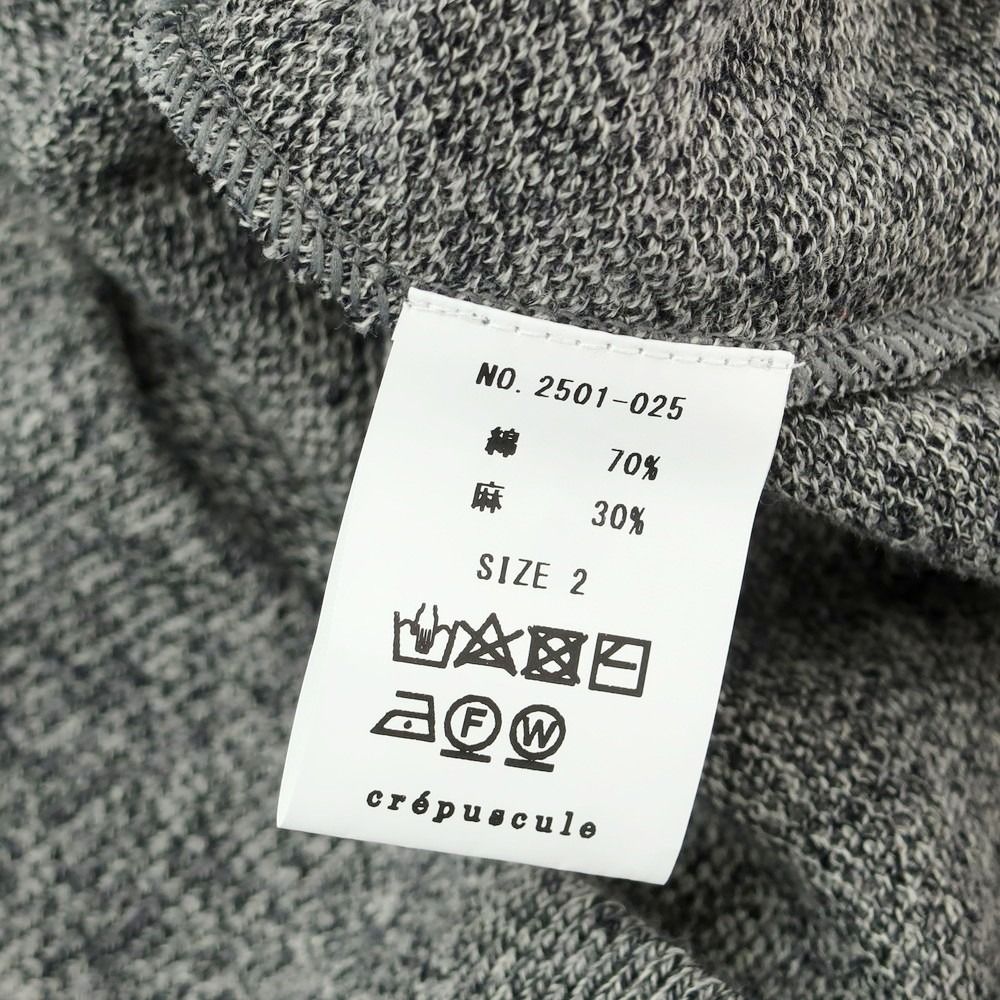 NO. 2501-025
綿 70%
麻 30%
SIZE 2
F W
crépuscule